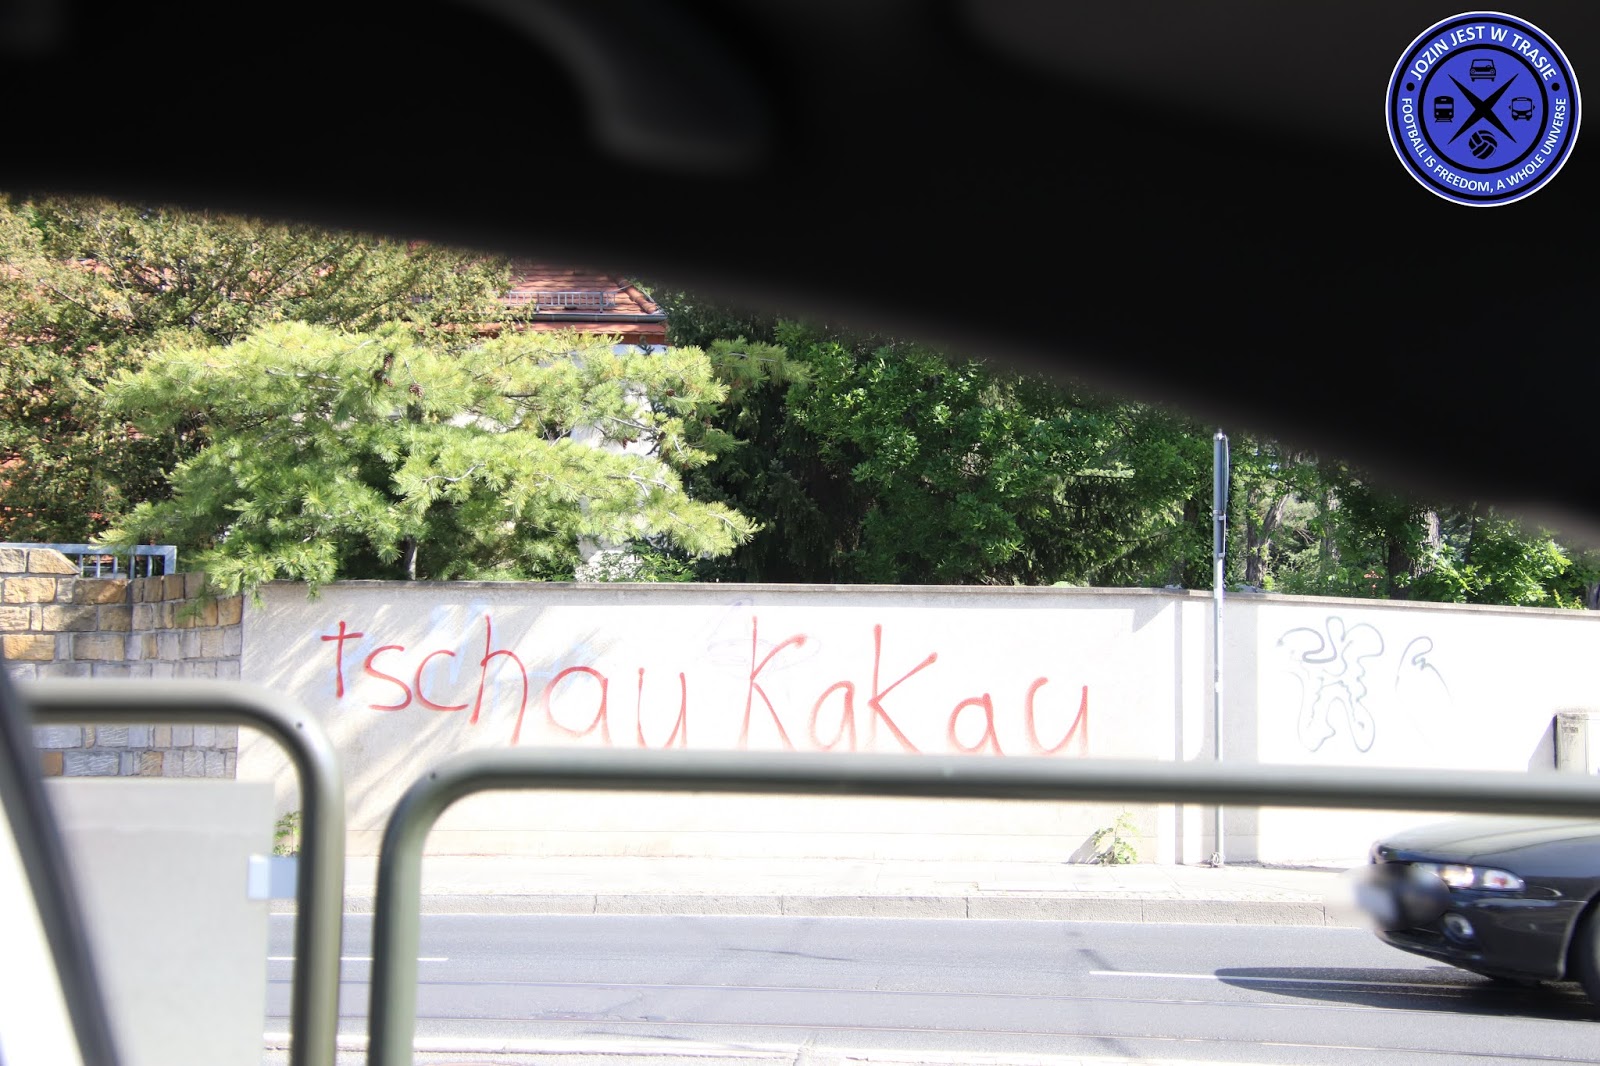 JOZIN JEST W TRASIE
FOOTBALL IS FREEDOM, A WHOLE UNIVERSE
tschau KaKau